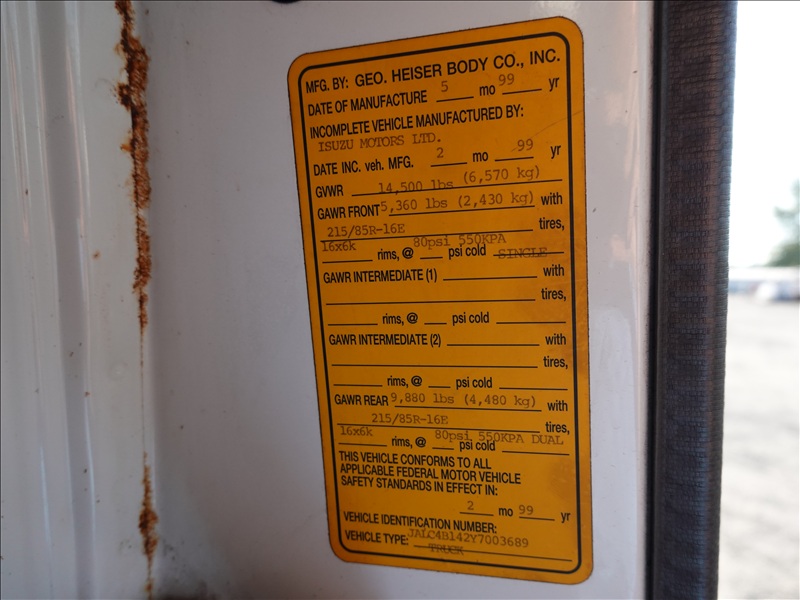 MFG. BY: GEO. HEISER BODY CO., INC.
DATE OF MANUFACTURE 5 mo 99 yr
INCOMPLETE VEHICLE MANUFACTURED BY:
ISUZU MOTORS LTD.
DATE INC. veh. MFG. 2 mo 99 yr
GVWR 14,500 lbs (6,570 kg)
GAWR FRONT 5,360 lbs (2,430 kg) with
215/85R-16E tires,
16x6k rims, @ 80psi 550KPA psi cold SINGLE
GAWR INTERMEDIATE (1) with
tires,
rims, @ psi cold
GAWR INTERMEDIATE (2) with
tires,
rims, @ psi cold
GAWR REAR 9,880 lbs (4,480 kg) with
215/85R-16E tires,
16x6k rims, @ 80psi 550KPA psi cold DUAL
THIS VEHICLE CONFORMS TO ALL
APPLICABLE FEDERAL MOTOR VEHICLE
SAFETY STANDARDS IN EFFECT IN:
2 mo 99 yr
VEHICLE IDENTIFICATION NUMBER:
JALC4B142Y7003689
VEHICLE TYPE: TRUCK